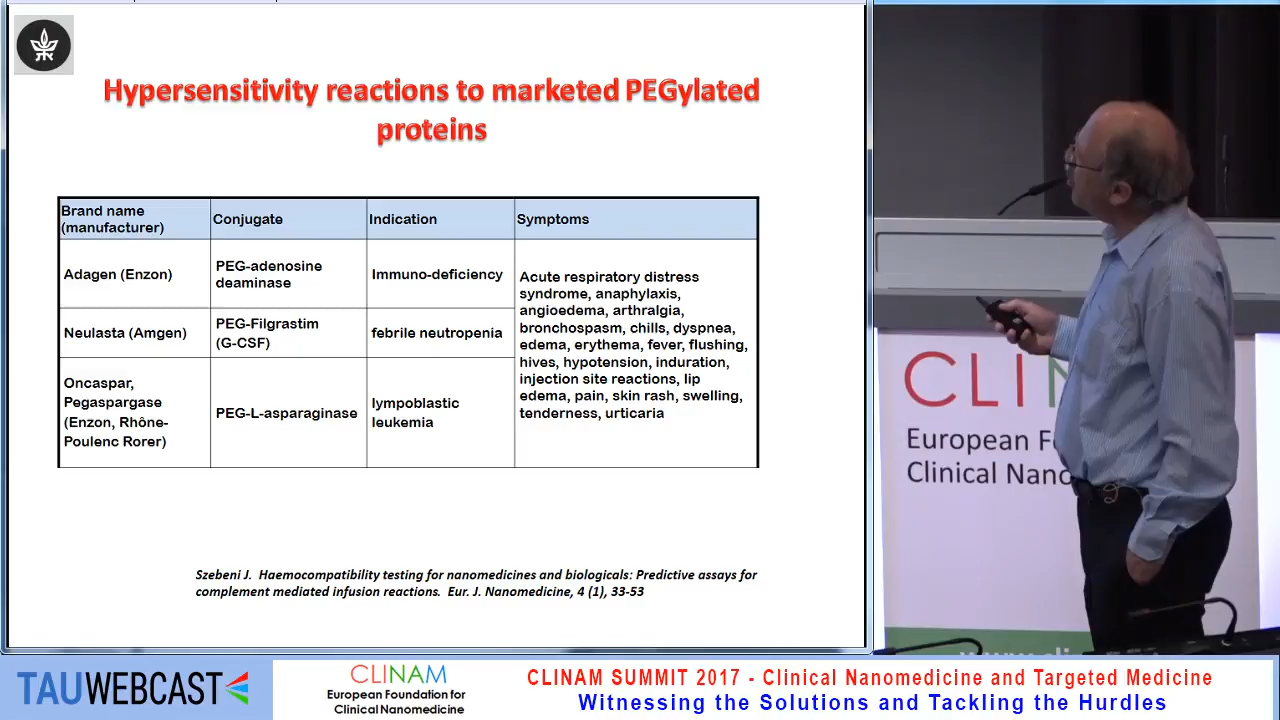 Hypersensitivity reactions to marketed PEGylated
proteins
Brand name
(manufacturer)
Conjugate
Indication
Symptoms
Adagen (Enzon)
PEG-adenosine
deaminase
Immuno-deficiency
Neulasta (Amgen)
PEG-Filgrastim
(G-CSF)
febrile neutropenia
Oncaspar,
Pegaspargase
(Enzon, Rhône-
Poulenc Rorer)
PEG-L-asparaginase
lympoblastic
leukemia
Acute respiratory distress
syndrome, anaphylaxis,
angioedema, arthralgia,
bronchospasm, chills, dyspnea,
edema, erythema, fever, flushing,
hives, hypotension, induration,
injection site reactions, lip
edema, pain, skin rash, swelling,
tenderness, urticaria
Szebeni J. Haemocompatibility testing for nanomedicines and biologicals: Predictive assays for
complement mediated infusion reactions. Eur. J. Nanomedicine, 4 (1), 33-53
CLIN
European Fo
Clinical Nano
TAUWEBCAST
CLINAM
European Foundation for
Clinical Nanomedicine
CLINAM SUMMIT 2017 - Clinical Nanomedicine and Targeted Medicine
Witnessing the Solutions and Tackling the Hurdles